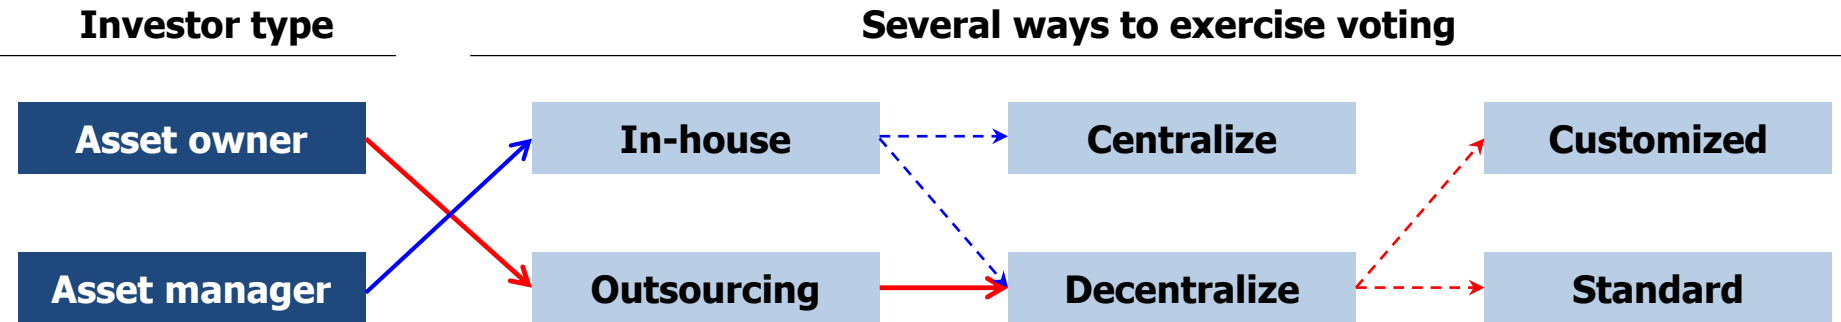 Investor type
Several ways to exercise voting
Asset owner
In-house
Centralize
Customized
Asset manager
Outsourcing
Decentralize
Standard